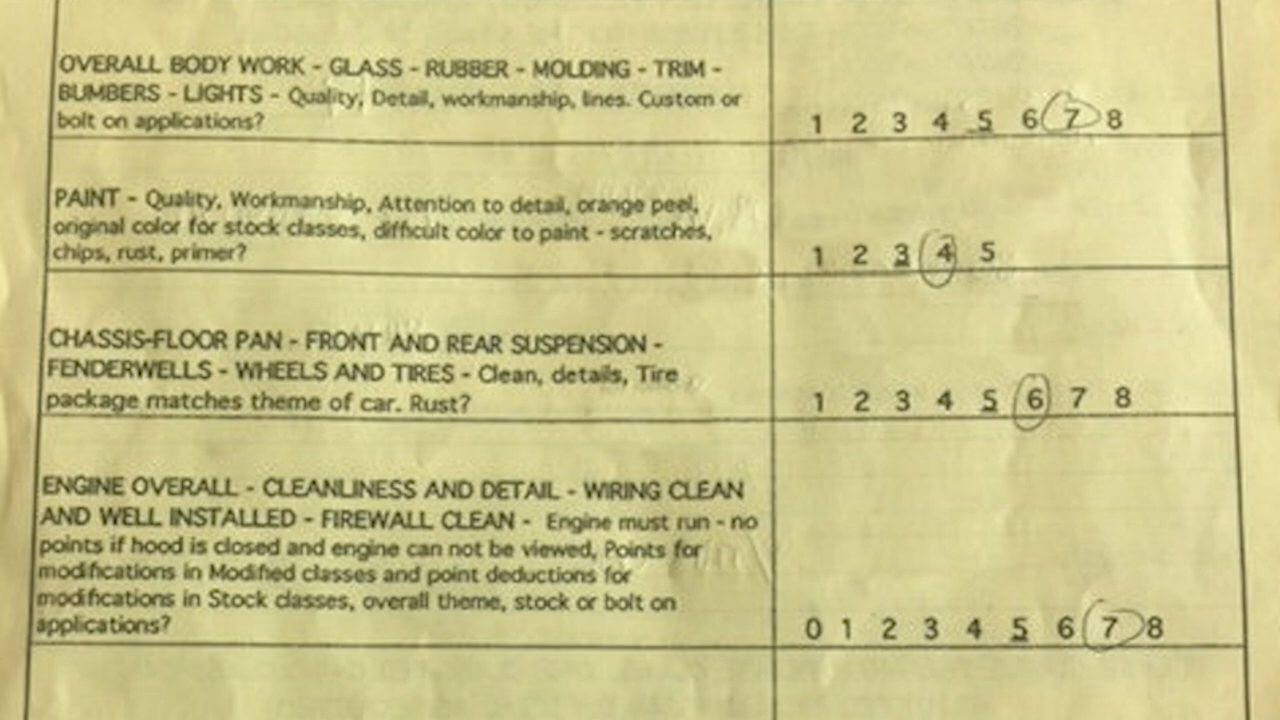 OVERALL BODY WORK - GLASS - RUBBER - MOLDING - TRIM -
BUMBERS - LIGHTS - Quality, Detail, workmanship, lines. Custom or
bolt on applications?
1 2 3 4 5 6 7 8
PAINT - Quality, Workmanship, Attention to detail, orange peel,
original color for stock classes, difficult color to paint - scratches,
chips, rust, primer?
1 2 3 4 5
CHASSIS-FLOOR PAN - FRONT AND REAR SUSPENSION -
FENDERWELLS - WHEELS AND TIRES - Clean, details, Tire
package matches theme of car. Rust?
1 2 3 4 5 6 7 8
ENGINE OVERALL - CLEANLINESS AND DETAIL - WIRING CLEAN
AND WELL INSTALLED - FIREWALL CLEAN - Engine must run - no
points if hood is closed and engine can not be viewed, Points for
modifications in Modified classes and point deductions for
modifications in Stock classes, overall theme, stock or bolt on
applications?
0 1 2 3 4 5 6 7 8